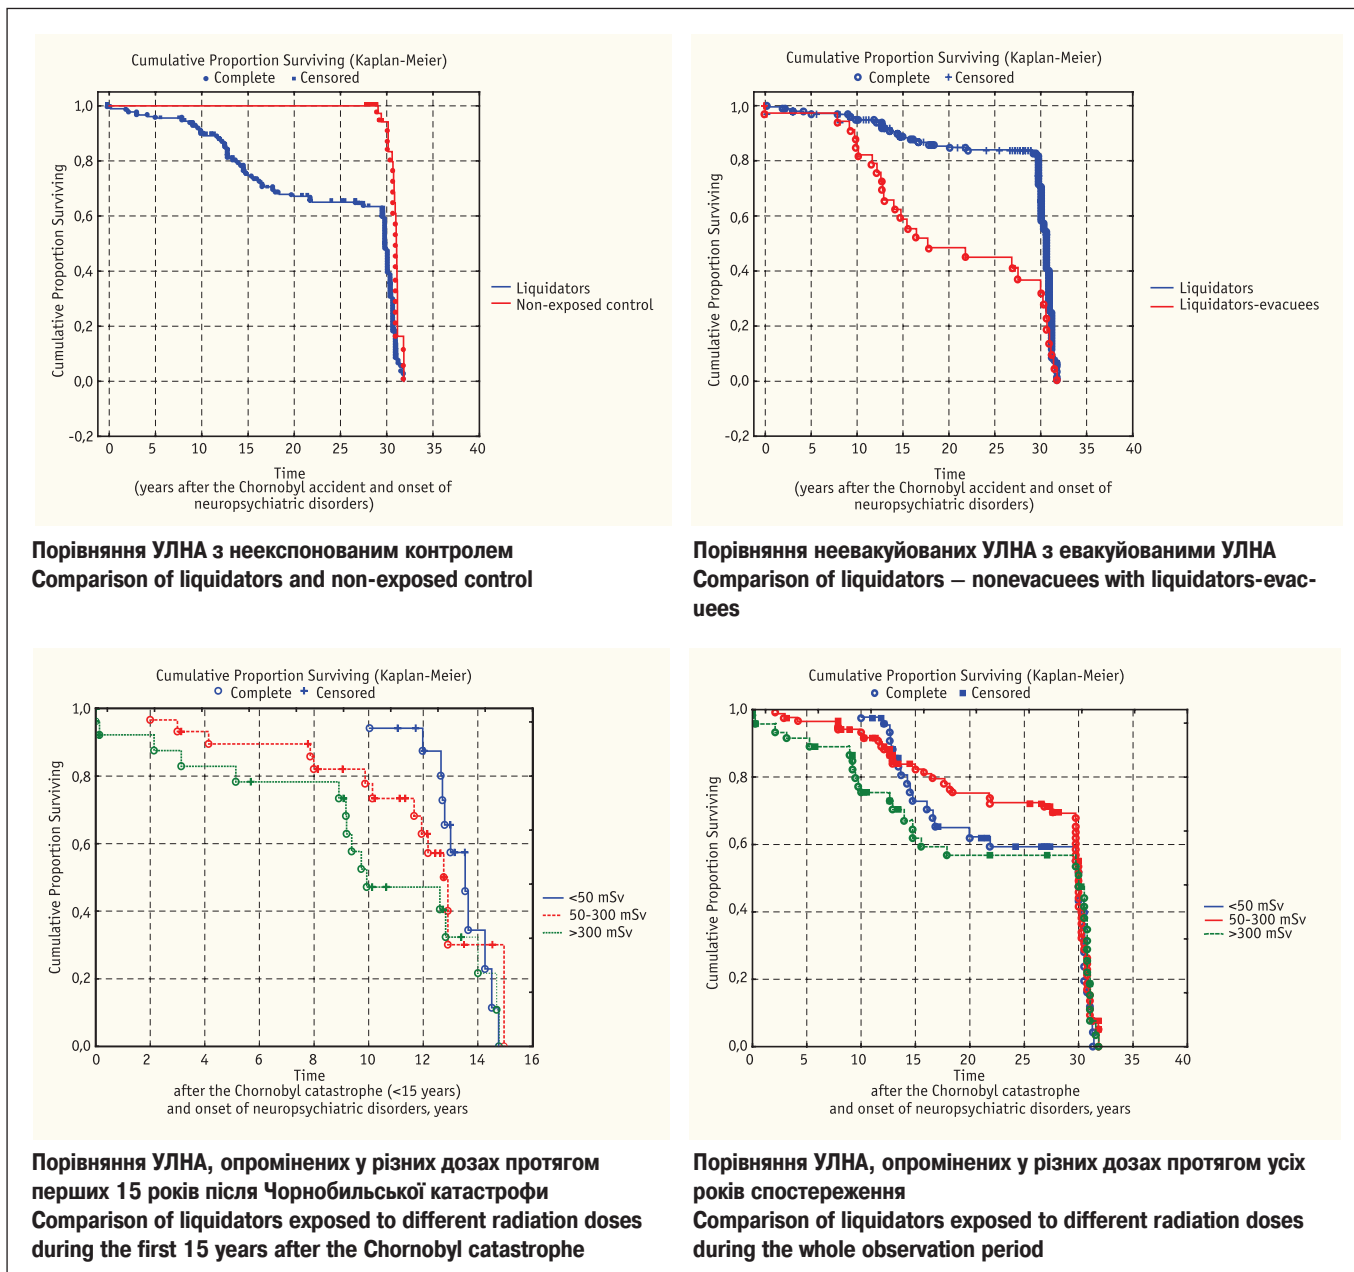 Cumulative Proportion Surviving (Kaplan-Meier)
Complete Censored
Cumulative Proportion Surviving
1,0
0,8
0,6
0,4
0,2
0,0
-0,2
0 5 10 15 20 25 30 35 40
Liquidators
Non-exposed control
Time
(years after the Chornobyl accident and onset of
neuropsychiatric disorders)
Порівняння УЛНА з неекспонованим контролем
Comparison of liquidators and non-exposed control
Cumulative Proportion Surviving (Kaplan-Meier)
Complete Censored
Cumulative Proportion Surviving
1,0
0,8
0,6
0,4
0,2
0,0
-0,2
0 5 10 15 20 25 30 35 40
Liquidators
Liquidators-evacuees
Time
(years after the Chornobyl accident and onset of
neuropsychiatric disorders)
Порівняння неевакуйованих УЛНА з евакуйованими УЛНА
Comparison of liquidators – nonevacuees with liquidators-evac-
uees
Cumulative Proportion Surviving (Kaplan-Meier)
Complete Censored
Cumulative Proportion Surviving
1,0
0,8
0,6
0,4
0,2
0,0
0 2 4 6 8 10 12 14 16
<50 mSv
50-300 mSv
>300 mSv
Time
after the Chornobyl catastrophe (<15 years)
and onset of neuropsychiatric disorders, years
Порівняння УЛНА, опромінених у різних дозах протягом
перших 15 років після Чорнобильської катастрофи
Comparison of liquidators exposed to different radiation doses
during the first 15 years after the Chornobyl catastrophe
Cumulative Proportion Surviving (Kaplan-Meier)
Complete Censored
Cumulative Proportion Surviving
1,0
0,8
0,6
0,4
0,2
0,0
0 5 10 15 20 25 30 35 40
<50 mSv
50-300 mSv
>300 mSv
Time
after the Chornobyl catastrophe
and onset of neuropsychiatric disorders, years
Порівняння УЛНА, опромінених у різних дозах протягом усіх
років спостереження
Comparison of liquidators exposed to different radiation doses
during the whole observation period